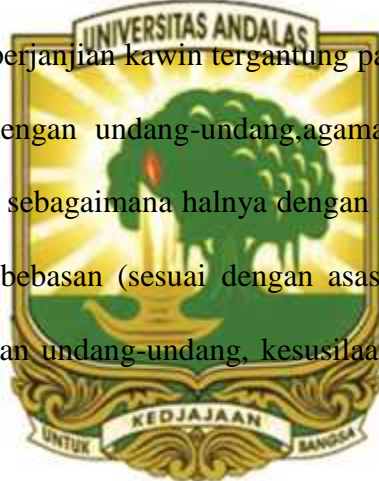 UNIVERSITAS ANDALAS
perjanjian kawin tergantung pa
engan undang-undang,agama
sebagaimana halnya dengan
bebasan (sesuai dengan asas
an undang-undang, kesusilaa
UNTUK KEDJAJAAN BANGSA